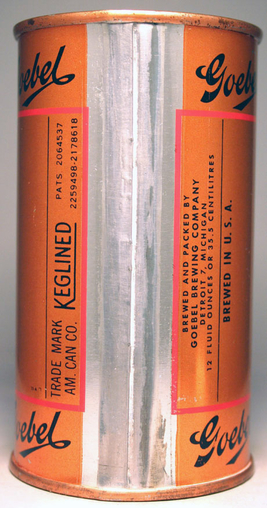 Goebel
PATS 2064537
2259498-2178618
TRADE MARK
AM. CAN CO. KEGLINED
Goebel
Goebel
BREWED AND PACKED BY
GOEBEL BREWING COMPANY
DETROIT 7, MICHIGAN
12 FLUID OUNCES OR 35.5 CENTILITRES
BREWED IN U. S. A.
Goebel